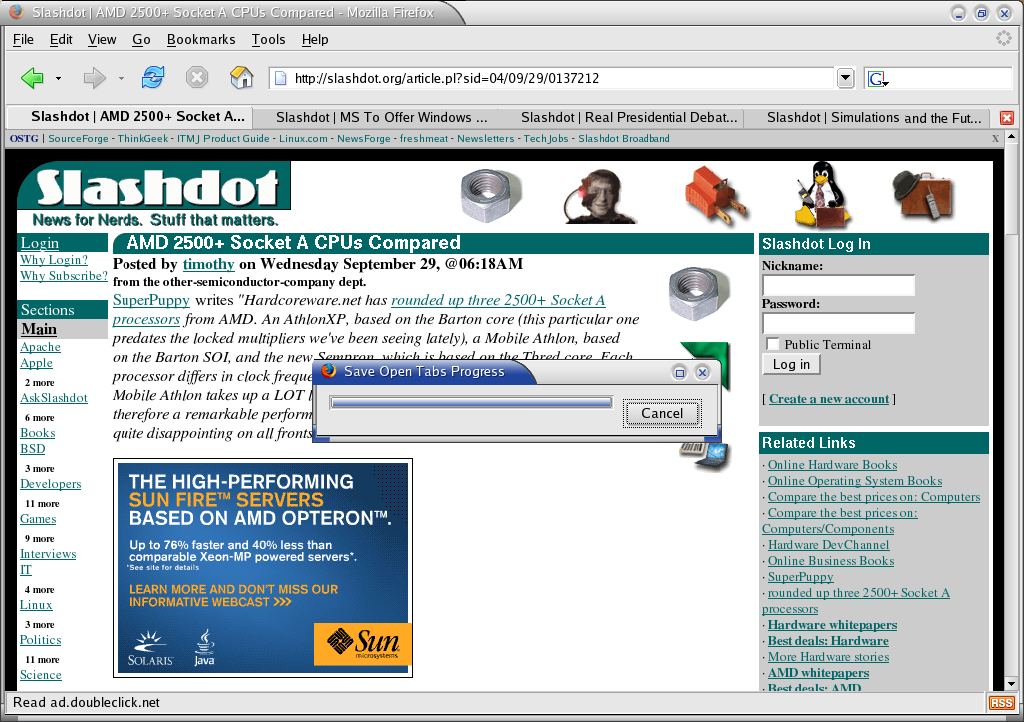 Slashdot | AMD 2500+ Socket A CPUs Compared - Mozilla Firefox
File Edit View Go Bookmarks Tools Help
http://slashdot.org/article.pl?sid=04/09/29/0137212
G
Slashdot | AMD 2500+ Socket A... Slashdot | MS To Offer Windows ... Slashdot | Real Presidential Debat... Slashdot | Simulations and the Fut...
OSTG | SourceForge - ThinkGeek - ITMJ Product Guide - Linux.com - NewsForge - freshmeat - Newsletters - TechJobs - Slashdot Broadband X
Slashdot
News for Nerds. Stuff that matters.
Login
Why Login?
Why Subscribe?
Sections
Main
Apache
Apple
2 more
AskSlashdot
6 more
Books
BSD
3 more
Developers
11 more
Games
9 more
Interviews
IT
4 more
Linux
3 more
Politics
11 more
Science
AMD 2500+ Socket A CPUs Compared
Posted by timothy on Wednesday September 29, @06:18AM
from the other-semiconductor-company dept.
SuperPuppy writes "Hardcoreware.net has rounded up three 2500+ Socket A
processors from AMD. An AthlonXP, based on the Barton core (this particular one
predates the locked multipliers we've been seeing lately), a Mobile Athlon, based
on the Barton SOI, and the new Sempron, which is based on the Thred core. Each
processor differs in clock freque
Mobile Athlon takes up a LOT l
therefore a remarkable perform
quite disappointing on all fronts
Save Open Tabs Progress
Cancel
THE HIGH-PERFORMING
SUN FIRE™ SERVERS
BASED ON AMD OPTERON™.
Up to 76% faster and 40% less than
comparable Xeon-MP powered servers*.
*See site for details
LEARN MORE AND DON'T MISS OUR
INFORMATIVE WEBCAST >>>
SOLARIS
Java
Sun
microsystems
Slashdot Log In
Nickname:
Password:
Public Terminal
Log in
[ Create a new account ]
Related Links
· Online Hardware Books
· Online Operating System Books
· Compare the best prices on: Computers
· Compare the best prices on:
Computers/Components
· Hardware DevChannel
· Online Business Books
· SuperPuppy
· rounded up three 2500+ Socket A
processors
· Hardware whitepapers
· Best deals: Hardware
· More Hardware stories
· AMD whitepapers
· Best deals: AMD
Read ad.doubleclick.net
RSS